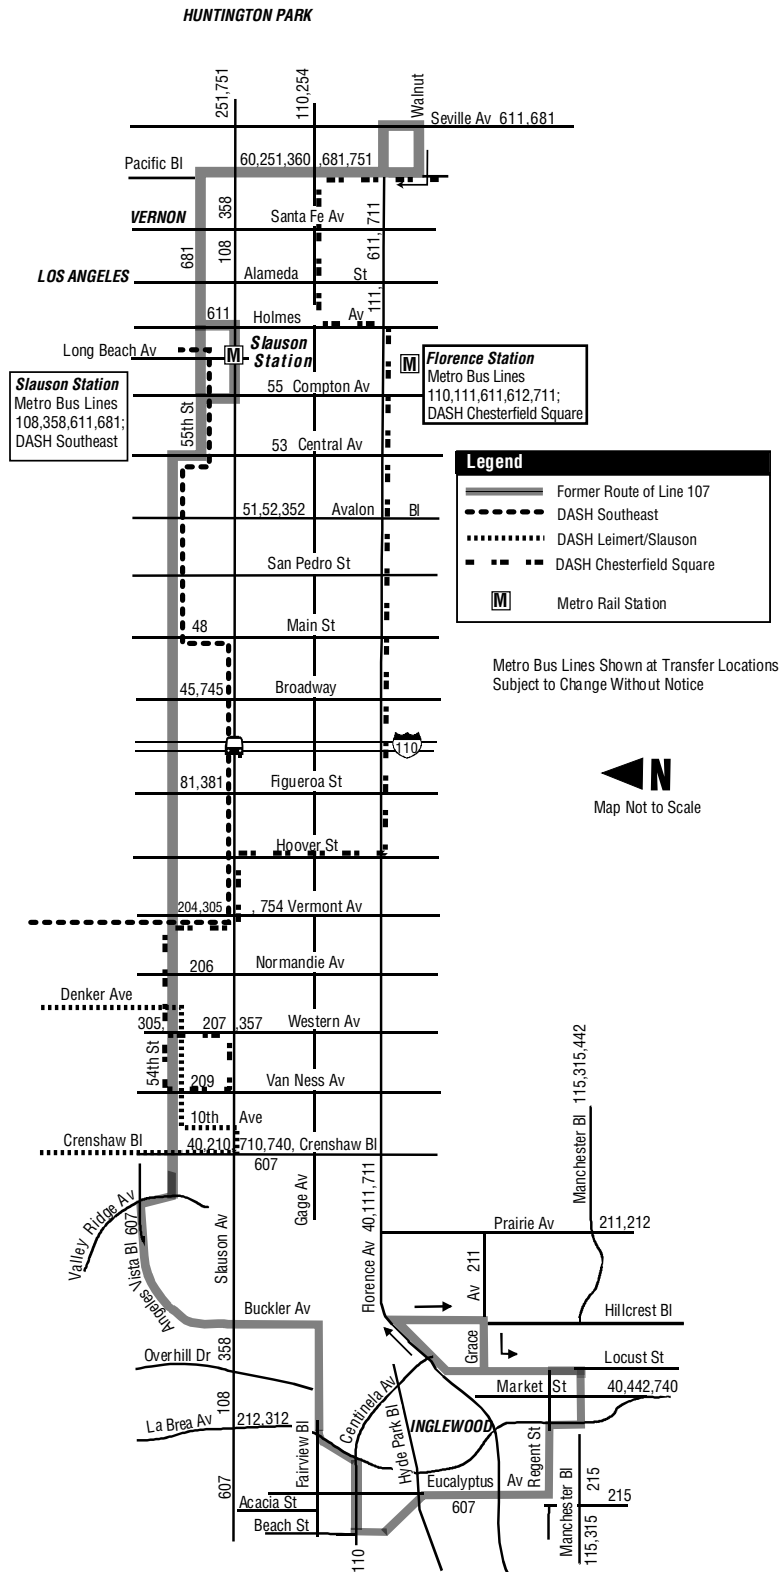 HUNTINGTON PARK
251,751
110,254
Walnut
Seville Av 611,681
Pacific Bl
60,251,360 ,681,751
358
611, 711
VERNON
Santa Fe Av
681
108
LOS ANGELES
Alameda St
111,
611
Holmes Av
Long Beach Av
M
Slauson
Station
M
Florence Station
Metro Bus Lines
110,111,611,612,711;
DASH Chesterfield Square
Slauson Station
Metro Bus Lines
108,358,611,681;
DASH Southeast
55th St
55 Compton Av
53 Central Av
Legend
Former Route of Line 107
DASH Southeast
DASH Leimert/Slauson
DASH Chesterfield Square
M
Metro Rail Station
51,52,352 Avalon Bl
San Pedro St
48
Main St
Metro Bus Lines Shown at Transfer Locations
Subject to Change Without Notice
45,745
Broadway
110
N
Map Not to Scale
81,381
Figueroa St
Hoover St
204,305 , 754 Vermont Av
206
Normandie Av
Denker Ave
305, 207 ,357 Western Av
54th St
209
Van Ness Av
10th Ave
Crenshaw Bl
40,210, 710,740, Crenshaw Bl
607
Manchester Bl 115,315,442
Valley Ridge Av
607
Angeles Vista Bl
Slauson Av
Gage Av
Florence Av 40,111,711
Prairie Av 211,212
Grace Av 211
Buckler Av
Hillcrest Bl
358
Overhill Dr
Locust St
Market St 40,442,740
108
La Brea Av 212,312
Centinela Av
Hyde Park Bl
INGLEWOOD
Fairview Bl
Regent St
Eucalyptus Av
607
607
Acacia St
Beach St
110
Manchester Bl
115,315
215
215